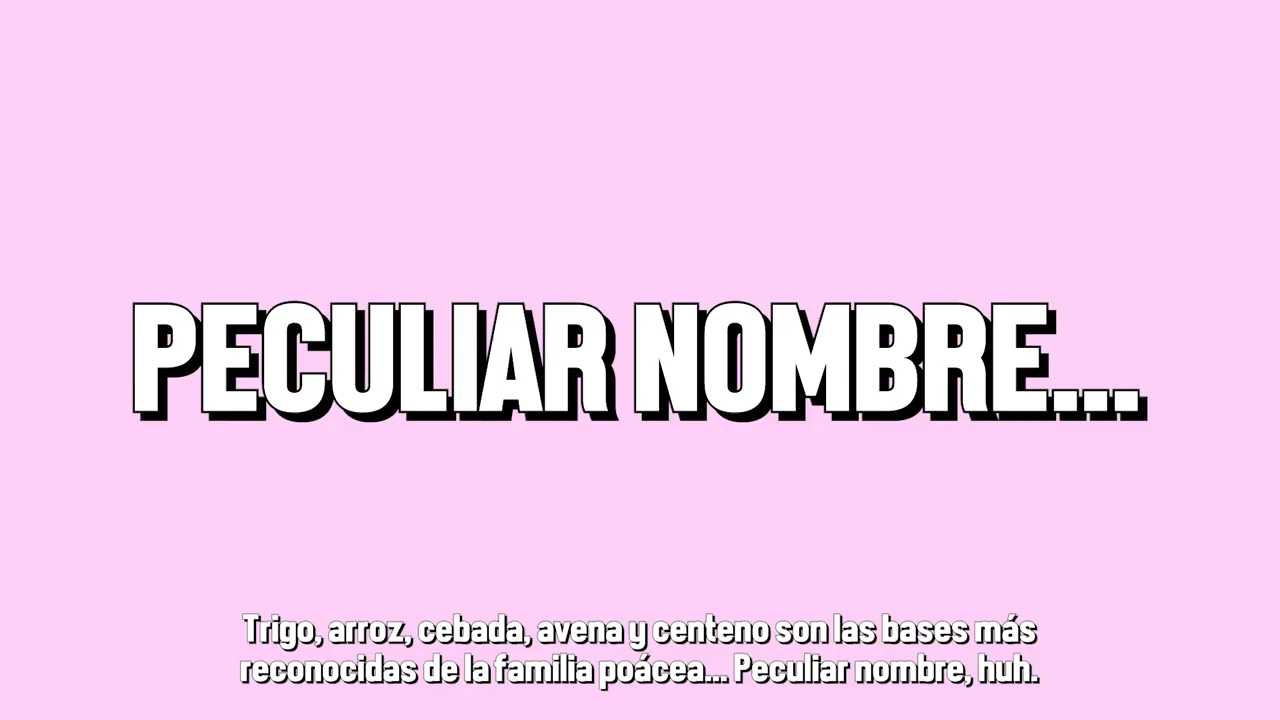 PECULIAR NOMBRE...
Trigo, arroz, cebada, avena y centeno son las bases más
reconocidas de la familia poácea... Peculiar nombre, huh.